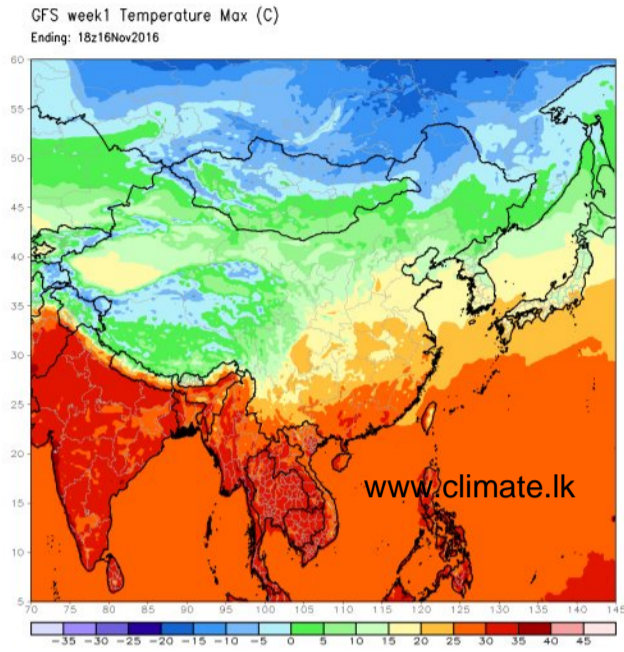 GFS week1 Temperature Max (C)
Ending: 18z16Nov2016
60
55
50
45
40
35
30
25
20
15
10
5
www.climate.lk
70 75 80 85 90 95 100 105 110 115 120 125 130 135 140 145
-35 -30 -25 -20 -15 -10 -5 0 5 10 15 20 25 30 35 40 45